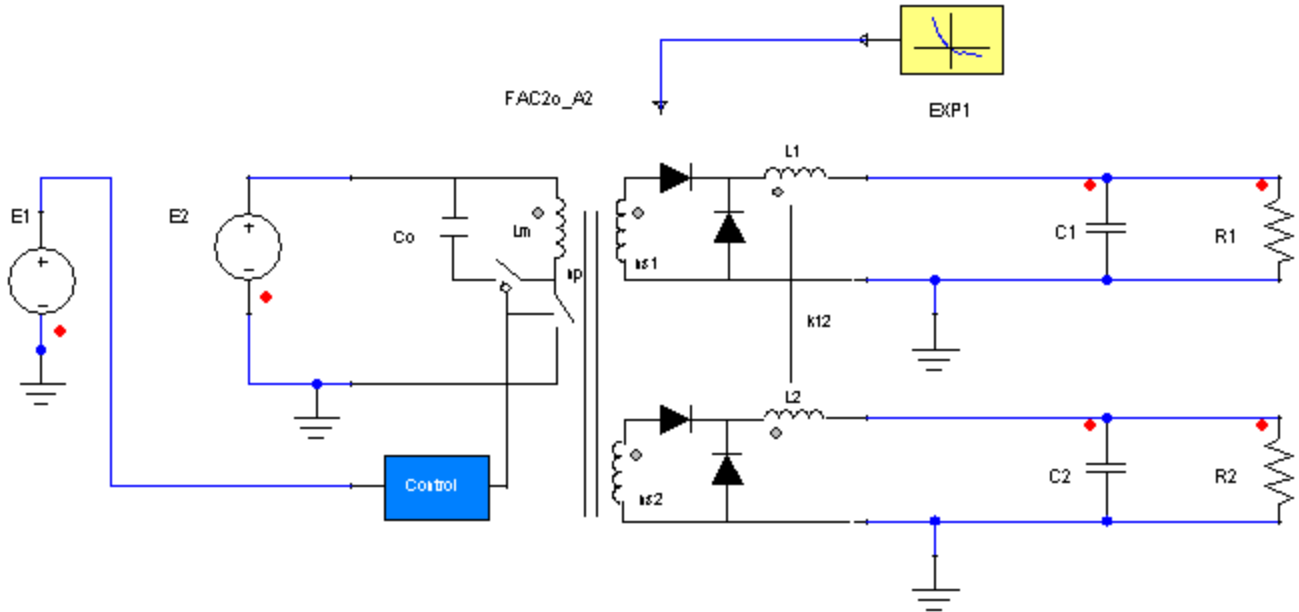 FAC2o_A2
EXP1
L1
E1
E2
Co
Lm
np
ns1
C1
R1
k12
L2
Control
ns2
C2
R2